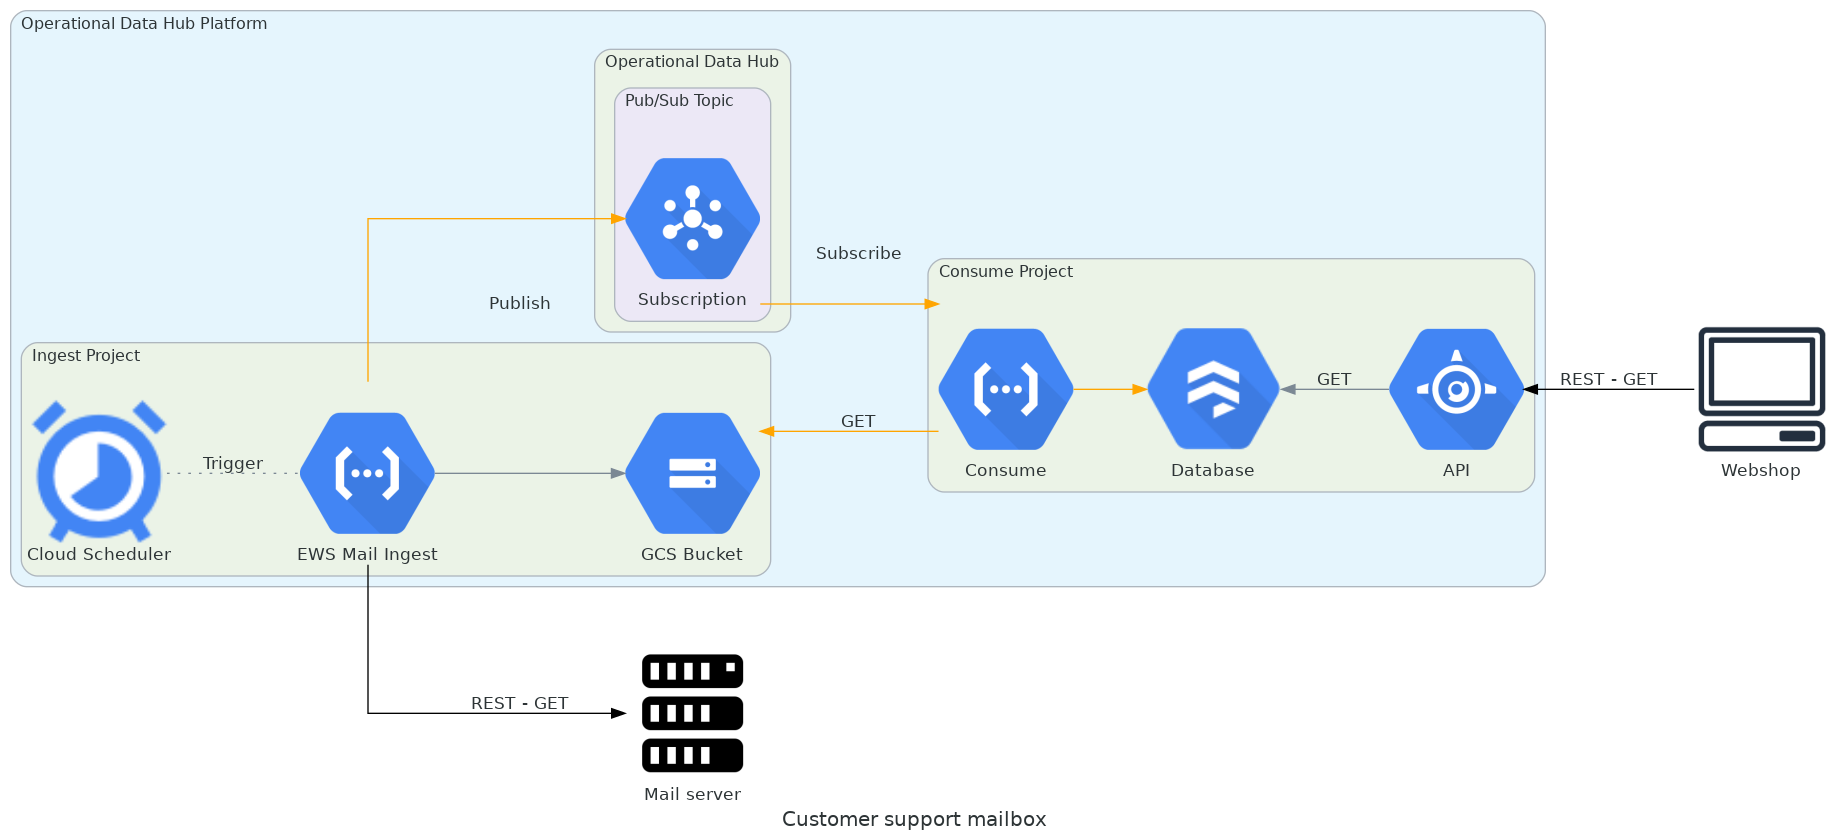 Operational Data Hub Platform
Operational Data Hub
Pub/Sub Topic
Subscription
Subscribe
Publish
Consume Project
Consume
Database
GET
API
REST - GET
Webshop
Ingest Project
Cloud Scheduler
Trigger
EWS Mail Ingest
GCS Bucket
GET
REST - GET
Mail server
Customer support mailbox